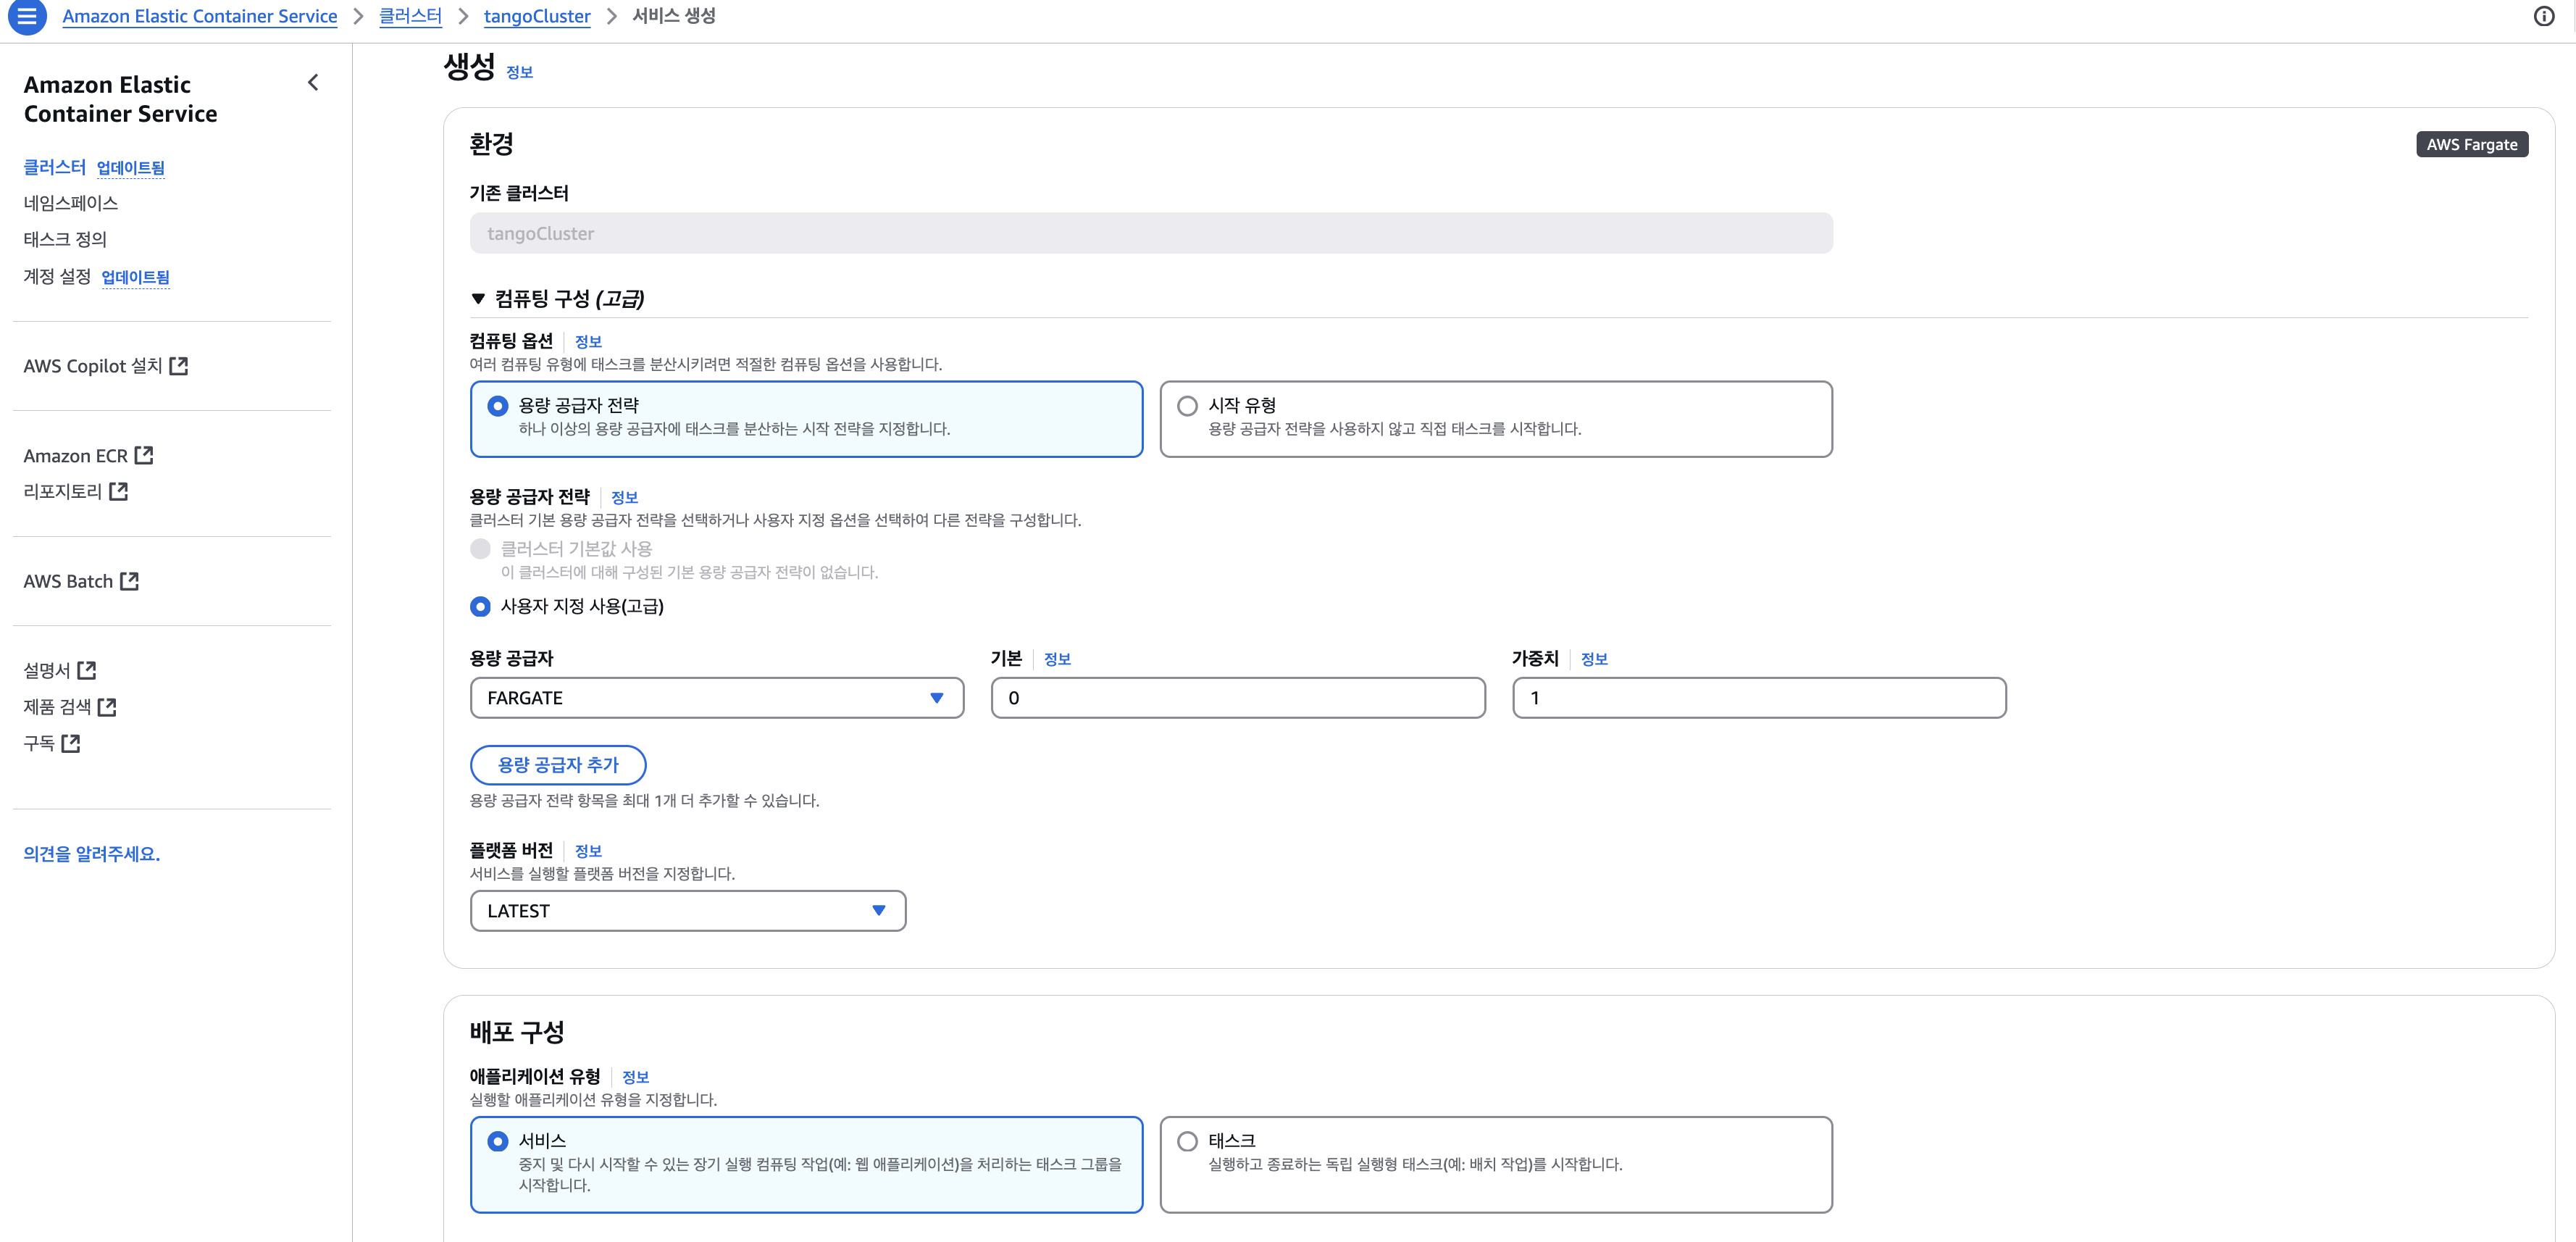 Amazon Elastic Container Service > 클러스터 > tangoCluster > 서비스 생성
Amazon Elastic
Container Service
클러스터 업데이트됨
네임스페이스
태스크 정의
계정 설정 업데이트됨
AWS Copilot 설치
Amazon ECR
리포지토리
AWS Batch
설명서
제품 검색
구독
의견을 알려주세요.
생성 정보
환경
AWS Fargate
기존 클러스터
tangoCluster
컴퓨팅 구성 (고급)
컴퓨팅 옵션 정보
여러 컴퓨팅 유형에 태스크를 분산시키려면 적절한 컴퓨팅 옵션을 사용합니다.
용량 공급자 전략
하나 이상의 용량 공급자에 태스크를 분산하는 시작 전략을 지정합니다.
시작 유형
용량 공급자 전략을 사용하지 않고 직접 태스크를 시작합니다.
용량 공급자 전략 정보
클러스터 기본 용량 공급자 전략을 선택하거나 사용자 지정 옵션을 선택하여 다른 전략을 구성합니다.
클러스터 기본값 사용
이 클러스터에 대해 구성된 기본 용량 공급자 전략이 없습니다.
사용자 지정 사용(고급)
용량 공급자
FARGATE
기본 정보
0
가중치 정보
1
용량 공급자 추가
용량 공급자 전략 항목을 최대 1개 더 추가할 수 있습니다.
플랫폼 버전 정보
서비스를 실행할 플랫폼 버전을 지정합니다.
LATEST
배포 구성
애플리케이션 유형 정보
실행할 애플리케이션 유형을 지정합니다.
서비스
중지 및 다시 시작할 수 있는 장기 실행 컴퓨팅 작업(예: 웹 애플리케이션)을 처리하는 태스크 그룹을
시작합니다.
태스크
실행하고 종료하는 독립 실행형 태스크(예: 배치 작업)를 시작합니다.